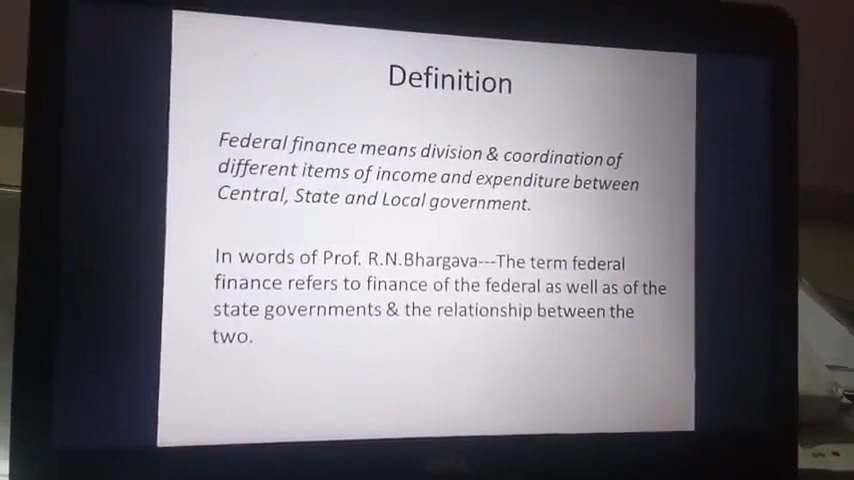 Definition
Federal finance means division & coordination of
different items of income and expenditure between
Central, State and Local government.
In words of Prof. R.N.Bhargava---The term federal
finance refers to finance of the federal as well as of the
state governments & the relationship between the
two.